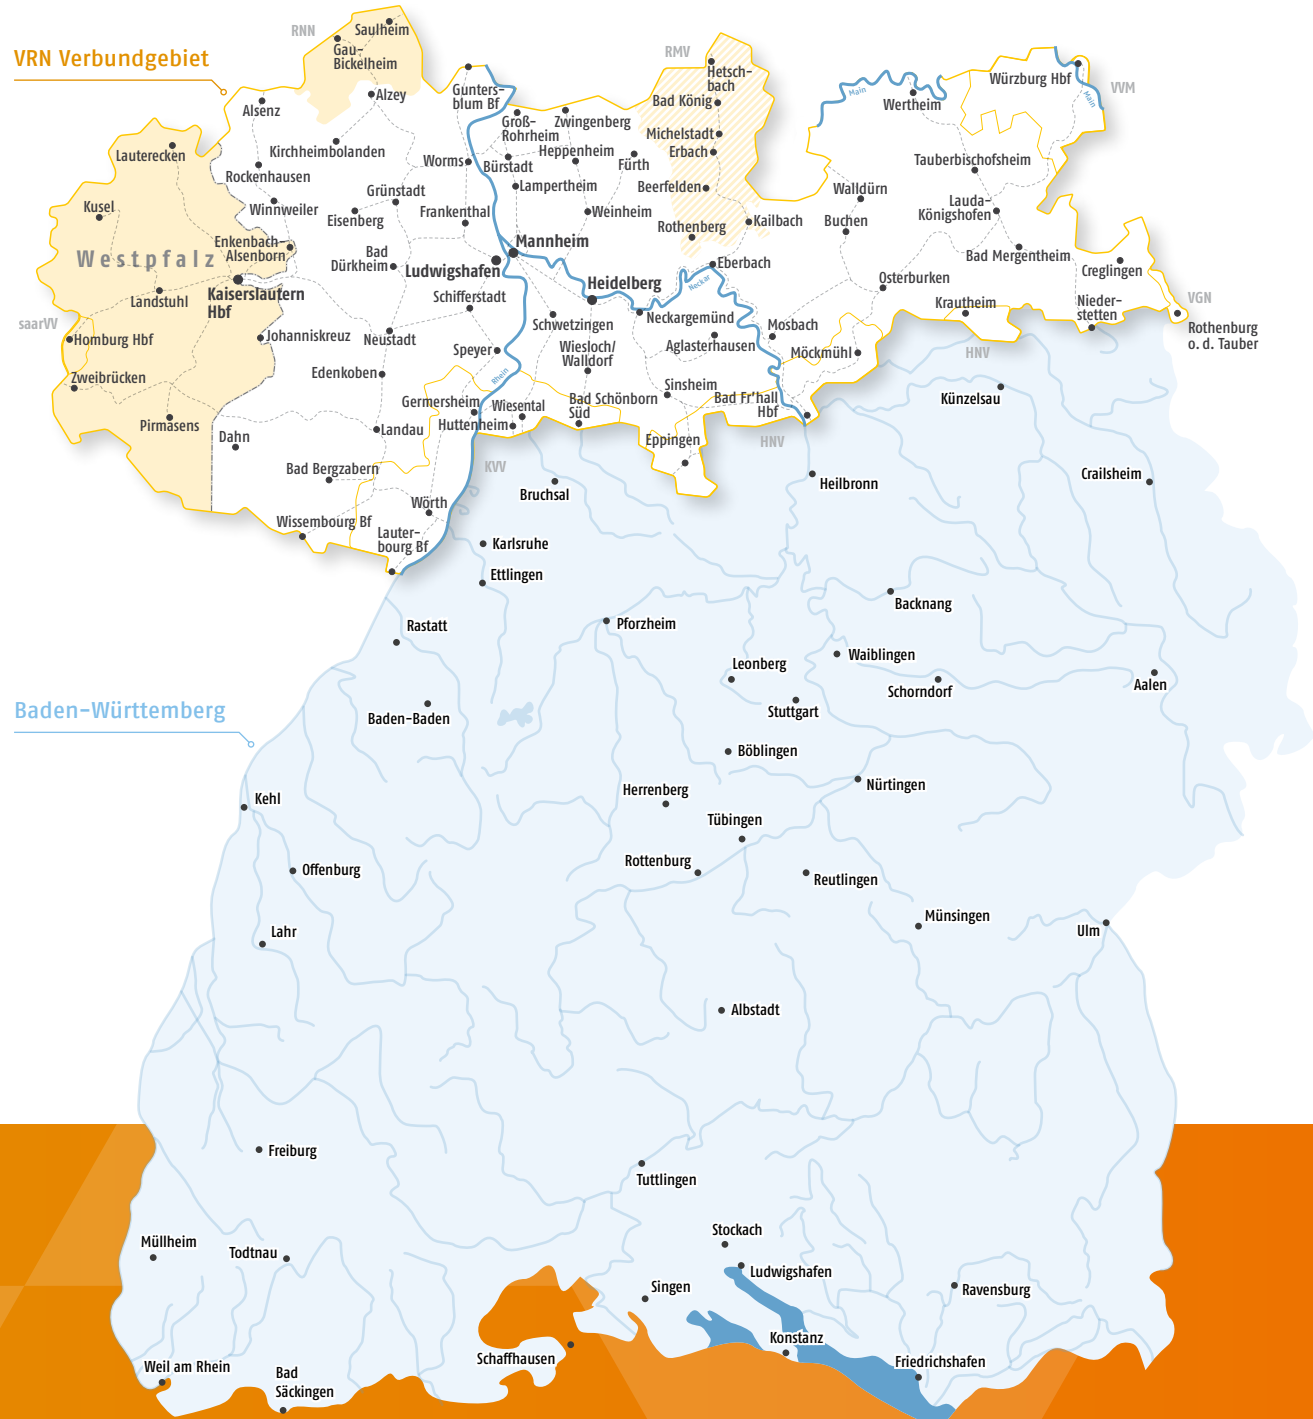 VRN Verbundgebiet
RNN
Saulheim
Gau-
Bickelheim
Alzey
Alsenz
Kirchheimbolanden
Rockenhausen
Lauterecken
Kusel
Winnweiler
Enkenbach-
Alsenborn
Westpfalz
Kaiserslautern
Hbf
Landstuhl
saarVV
Homburg Hbf
Zweibrücken
Pirmasens
Johanniskreuz
Dahn
Bad Bergzabern
Wissembourg Bf
Lauter-
bourg Bf
Wörth
Landau
Edenkoben
Neustadt
Germersheim
Speyer
Schifferstadt
Bad
Dürkheim
Ludwigshafen
Mannheim
Frankenthal
Grünstadt
Eisenberg
Worms
Gunters-
blum Bf
Groß-
Rohrheim
Zwingenberg
Heppenheim
Bürstadt
Fürth
Lampertheim
Weinheim
RMV
Hetsch-
bach
Bad König
Michelstadt
Erbach
Beerfelden
Rothenberg
Kailbach
Eberbach
Neckar
Heidelberg
Neckargemünd
Schwetzingen
Wiesloch/
Walldorf
Aglasterhausen
Sinsheim
Bad Schönborn
Süd
Wiesental
Huttenheim
Rhein
Eppingen
Bad Fr'hall
Hbf
HNV
Mosbach
Möckmühl
Osterburken
Buchen
Walldürn
Main
Wertheim
Würzburg Hbf
Main
VVM
Tauberbischofsheim
Lauda-
Königshofen
Bad Mergentheim
Creglingen
Nieder-
stetten
Krautheim
HNV
VGN
Rothenburg
o. d. Tauber
KVV
Bruchsal
Karlsruhe
Ettlingen
Künzelsau
Crailsheim
Heilbronn
Backnang
Rastatt
Pforzheim
Leonberg
Waiblingen
Schorndorf
Aalen
Stuttgart
Baden-Württemberg
Baden-Baden
Böblingen
Nürtingen
Herrenberg
Tübingen
Kehl
Rottenburg
Reutlingen
Offenburg
Münsingen
Ulm
Lahr
Albstadt
Freiburg
Tuttlingen
Stockach
Müllheim
Todtnau
Ludwigshafen
Singen
Ravensburg
Konstanz
Schaffhausen
Friedrichshafen
Weil am Rhein
Bad
Säckingen